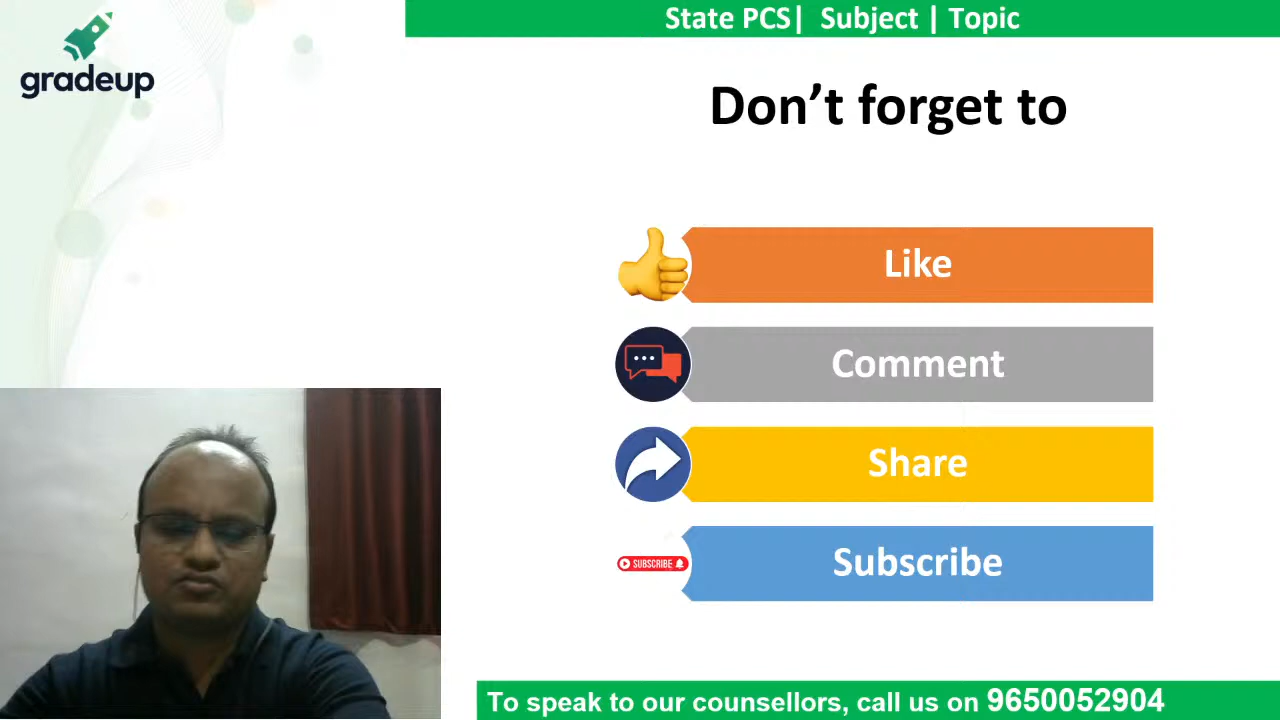 gradeup
State PCS| Subject | Topic
Don’t forget to
Like
Comment
Share
SUBSCRIBE
Subscribe
To speak to our counsellors, call us on 9650052904